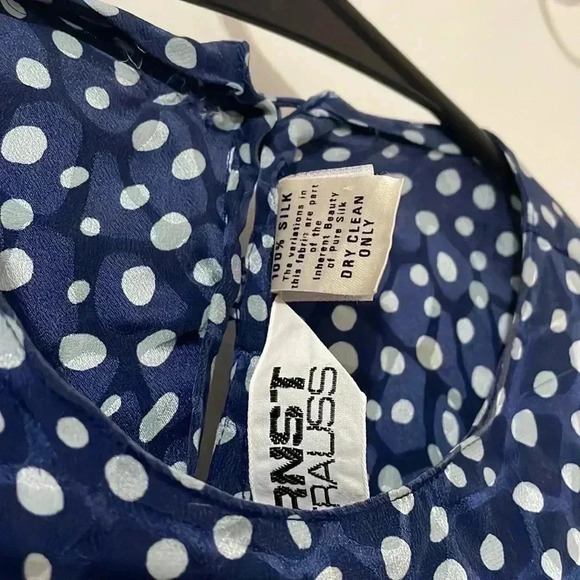 100% SILK
The variations in
this fabric are part
of the
Inherent Beauty
of Pure Silk
DRY CLEAN
ONLY
RNST
RAUSS